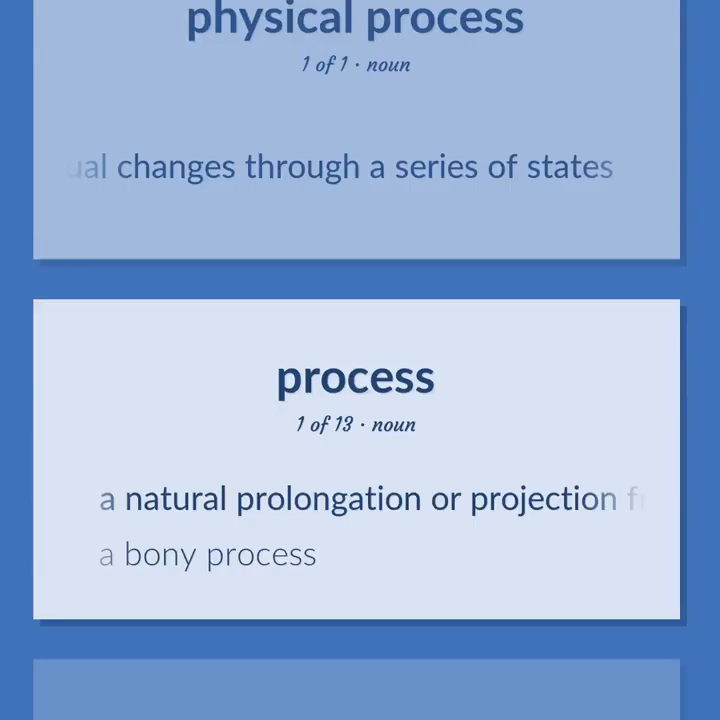 physical process
1 of 1 · noun
changes through a series of states
process
1 of 13 · noun
a natural prolongation or projection
a bony process